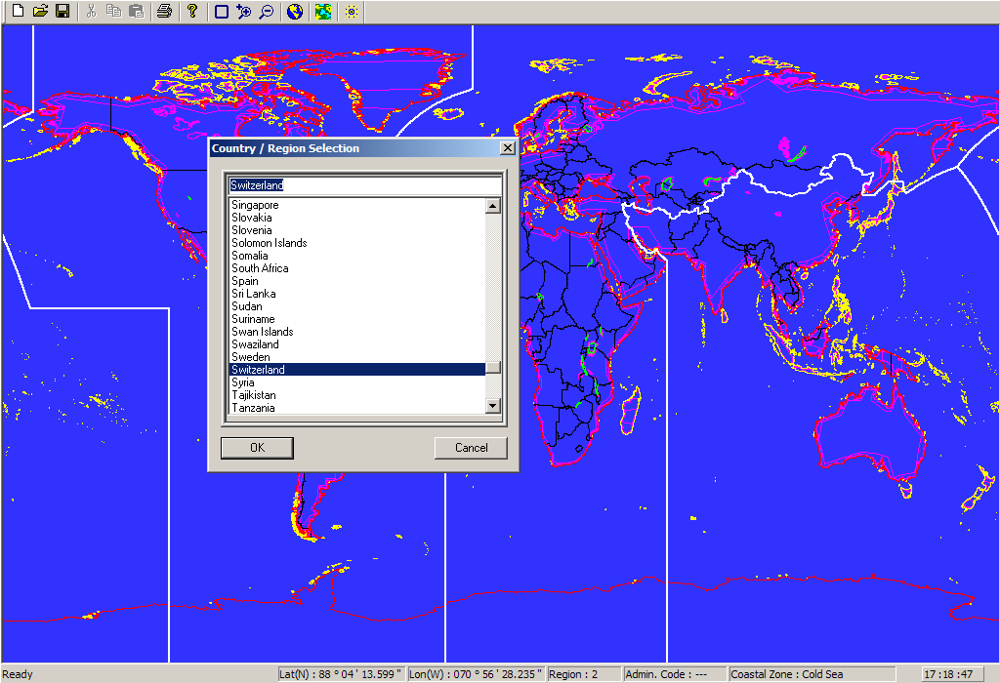 Country / Region Selection
Switzerland
Singapore
Slovakia
Slovenia
Solomon Islands
Somalia
South Africa
Spain
Sri Lanka
Sudan
Suriname
Swan Islands
Swaziland
Sweden
Switzerland
Syria
Tajikistan
Tanzania
OK Cancel
Ready Lat(N) : 88 ° 04 ' 13.599 " Lon(W) : 070 ° 56 ' 28.235 " Region : 2 Admin. Code : --- Coastal Zone : Cold Sea 17:18:47